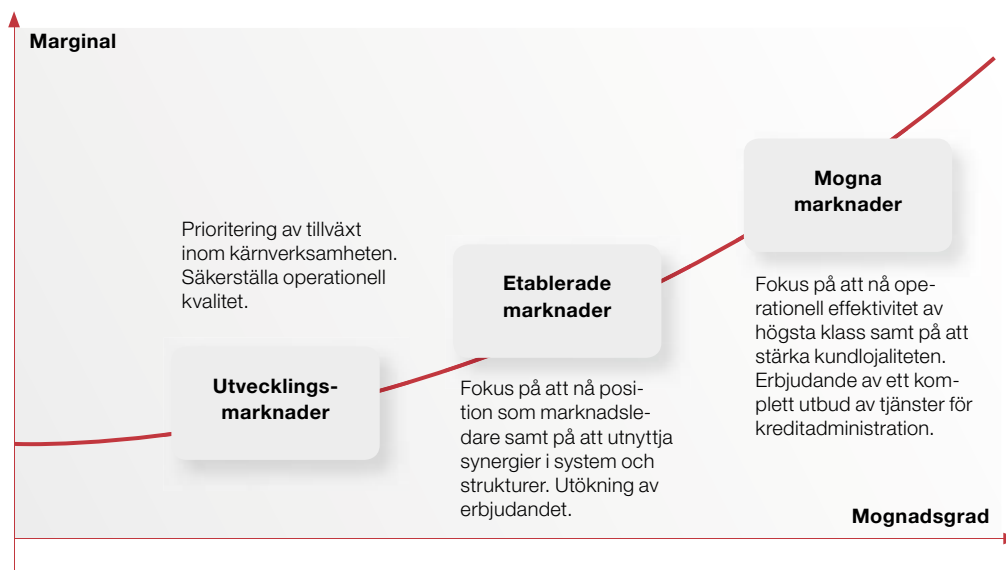 Marginal
Prioritering av tillväxt
inom kärnverksamheten.
Säkerställa operationell
kvalitet.
Utvecklings-
marknader
Etablerade
marknader
Fokus på att nå posi-
tion som marknadsle-
dare samt på att utnyttja
synergier i system och
strukturer. Utökning av
erbjudandet.
Mogna
marknader
Fokus på att nå ope-
rationell effektivitet av
högsta klass samt på att
stärka kundlojaliteten.
Erbjudande av ett kom-
plett utbud av tjänster för
kreditadministration.
Mognadsgrad